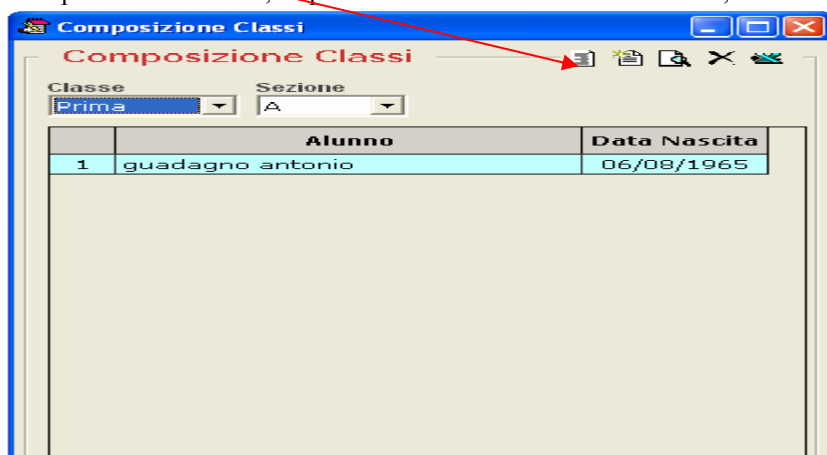 Composizione Classi
Composizione Classi
Classe Sezione
Prima A
Alunno Data Nascita
1 guadagno antonio 06/08/1965